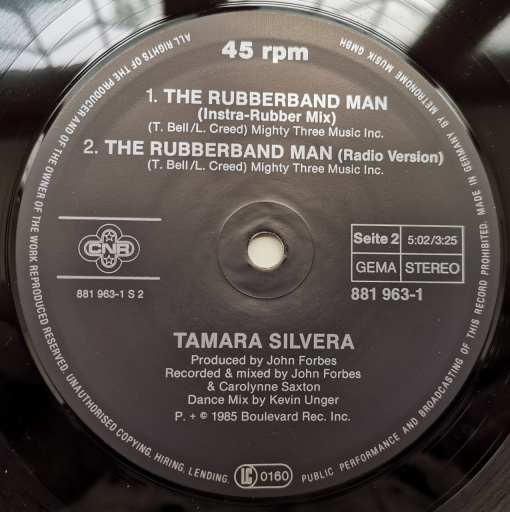 45 rpm
1. THE RUBBERBAND MAN
(Instra-Rubber Mix)
(T. Bell/L. Creed) Mighty Three Music Inc.
2. THE RUBBERBAND MAN (Radio Version)
(T. Bell/L. Creed) Mighty Three Music Inc.
CNR
881 963-1 S 2
Seite 2 5:02/3:25
GEMA STEREO
881 963-1
TAMARA SILVERA
Produced by John Forbes
Recorded & mixed by John Forbes
& Carolynne Saxton
Dance Mix by Kevin Unger
P. + © 1985 Boulevard Rec. Inc.
ALL RIGHTS OF THE PRODUCER AND OF THE OWNER OF THE WORK REPRODUCED RESERVED. UNAUTHORISED COPYING, HIRING, LENDING, LC 0160 PUBLIC PERFORMANCE AND BROADCASTING OF THIS RECORD PROHIBITED. MADE IN GERMANY BY METRONOME MUSIK GMBH